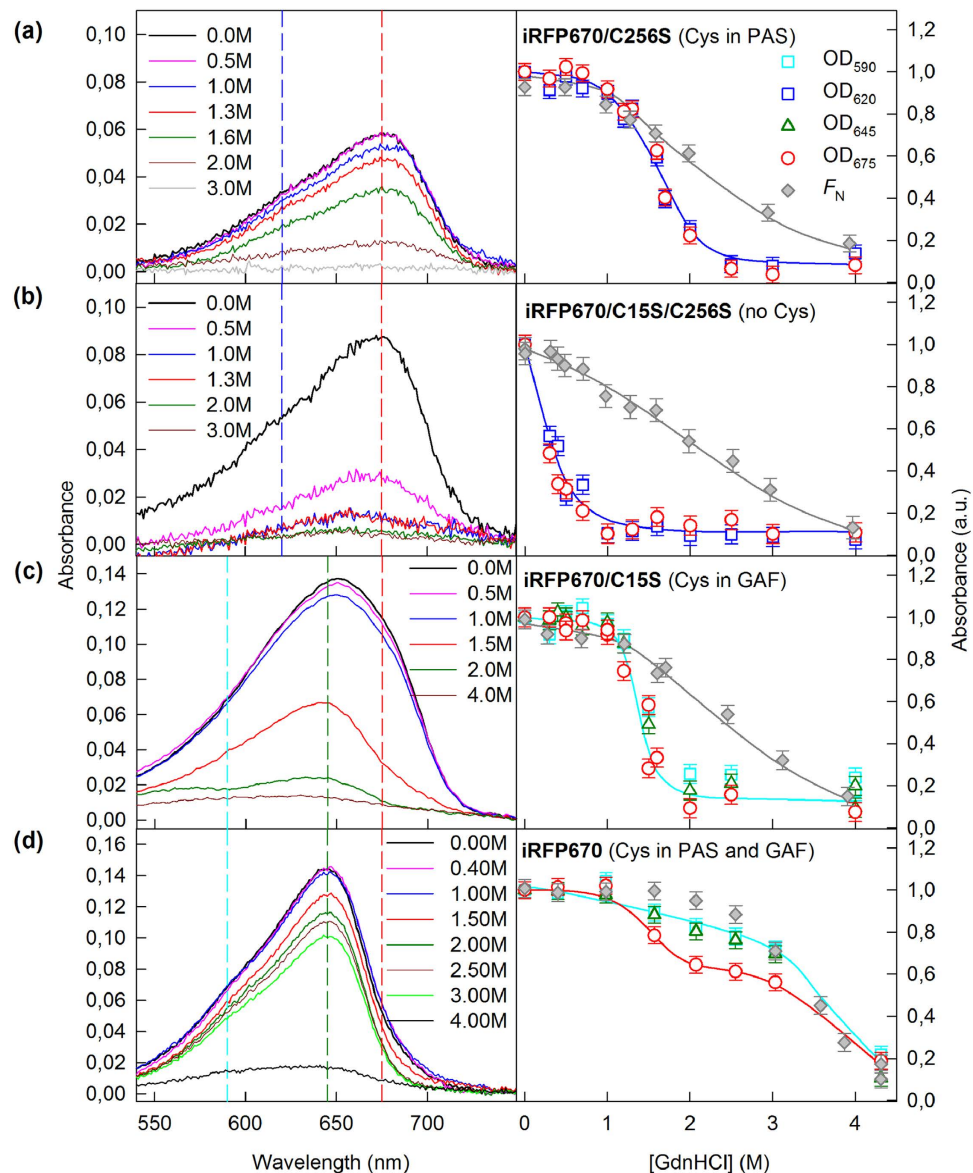 (a)
0,10
0,08
0,06
0,04
0,02
0,00
0.0M
0.5M
1.0M
1.3M
1.6M
2.0M
3.0M
iRFP670/C256S (Cys in PAS)
OD590
OD620
OD645
OD675
FN
1,2
1,0
0,8
0,6
0,4
0,2
0,0
(b)
0,10
0,08
0,06
0,04
0,02
0,00
0.0M
0.5M
1.0M
1.3M
2.0M
3.0M
iRFP670/C15S/C256S (no Cys)
1,2
1,0
0,8
0,6
0,4
0,2
0,0
Absorbance
Absorbance (a.u.)
(c)
0,14
0,12
0,10
0,08
0,06
0,04
0,02
0,00
0.0M
0.5M
1.0M
1.5M
2.0M
4.0M
iRFP670/C15S (Cys in GAF)
1,2
1,0
0,8
0,6
0,4
0,2
0,0
(d)
0,16
0,14
0,12
0,10
0,08
0,06
0,04
0,02
0,00
0.00M
0.40M
1.00M
1.50M
2.00M
2.50M
3.00M
4.00M
iRFP670 (Cys in PAS and GAF)
1,2
1,0
0,8
0,6
0,4
0,2
0,0
550 600 650 700
0 1 2 3 4
Wavelength (nm)
[GdnHCl] (M)